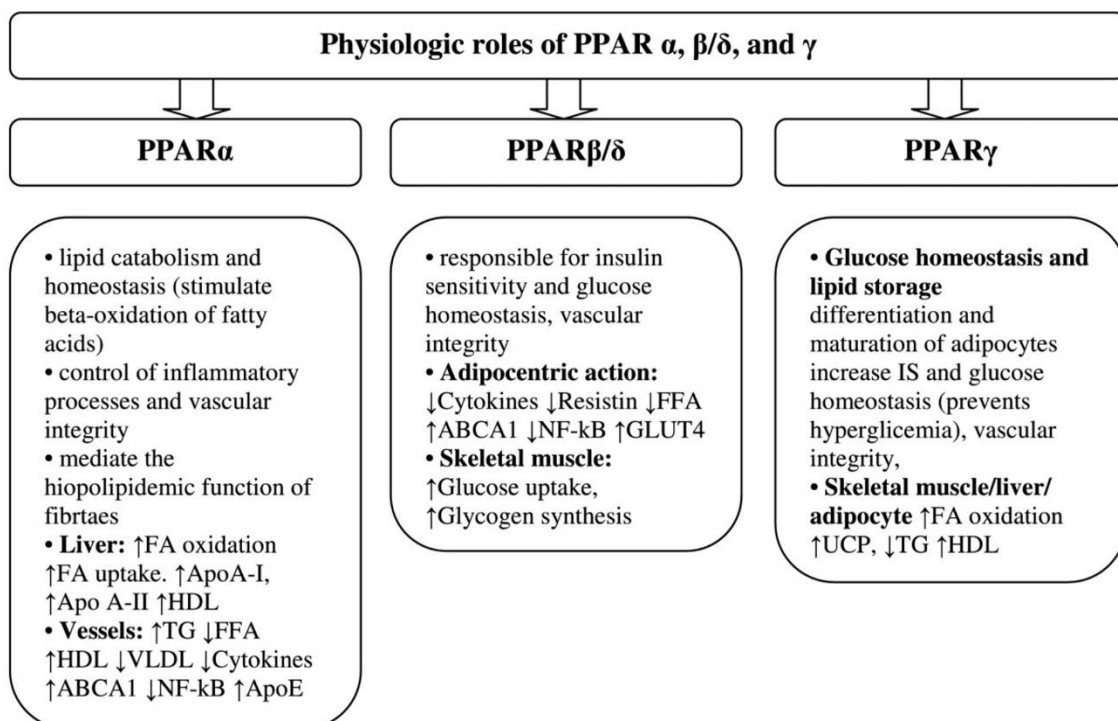 Physiologic roles of PPAR α, β/δ, and γ
PPARα
PPARβ/δ
PPARγ
• lipid catabolism and
homeostasis (stimulate
beta-oxidation of fatty
acids)
• control of inflammatory
processes and vascular
integrity
• mediate the
hiopolipidemic function of
fibrtaes
• Liver: ↑FA oxidation
↑FA uptake. ↑ApoA-I,
↑Apo A-II ↑HDL
• Vessels: ↑TG ↓FFA
↑HDL ↓VLDL ↓Cytokines
↑ABCA1 ↓NF-kB ↑ApoE
• responsible for insulin
sensitivity and glucose
homeostasis, vascular
integrity
• Adipocentric action:
↓Cytokines ↓Resistin ↓FFA
↑ABCA1 ↓NF-kB ↑GLUT4
• Skeletal muscle:
↑Glucose uptake,
↑Glycogen synthesis
• Glucose homeostasis and
lipid storage
differentiation and
maturation of adipocytes
increase IS and glucose
homeostasis (prevents
hyperglicemia), vascular
integrity,
• Skeletal muscle/liver/
adipocyte ↑FA oxidation
↑UCP, ↓TG ↑HDL